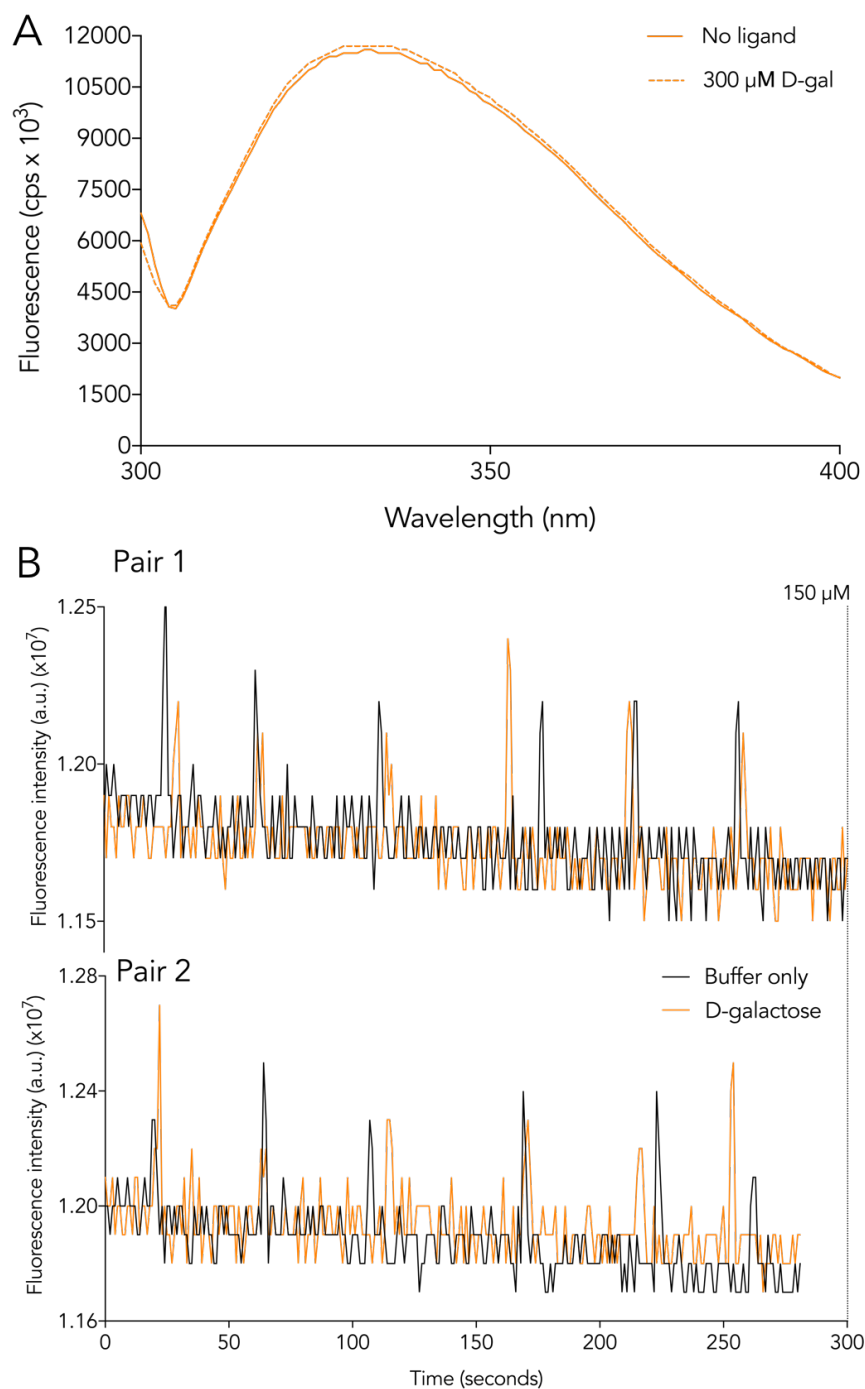 A
No ligand
300 μM D-gal
Fluorescence (cps x 10³)
12000
10500
9000
7500
6000
4500
3000
1500
0
300
350
400
Wavelength (nm)
B
Pair 1
150 μM
Fluorescence intensity (a.u.) (x10⁷)
1.25
1.20
1.15
Pair 2
Buffer only
D-galactose
Fluorescence intensity (a.u.) (x10⁷)
1.28
1.24
1.20
1.16
0
50
100
150
200
250
300
Time (seconds)